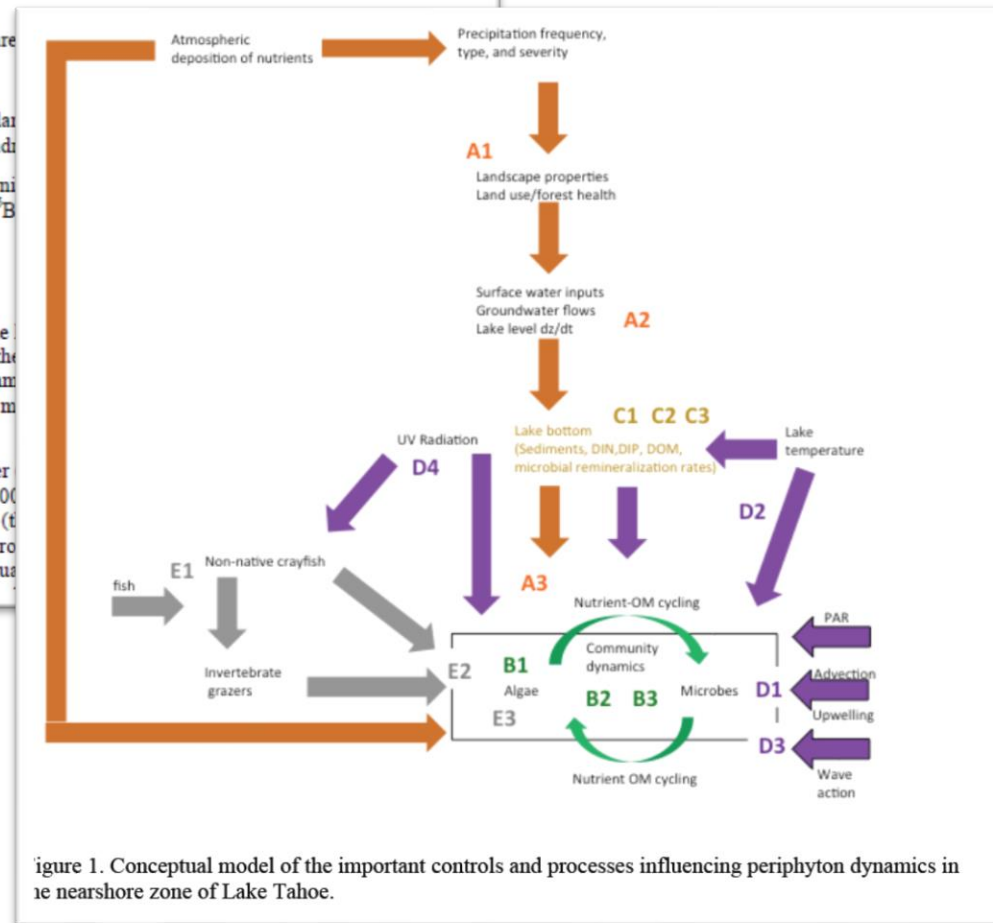 Atmospheric
deposition of nutrients
Precipitation frequency,
type, and severity
A1
Landscape properties
Land use/forest health
Surface water inputs
Groundwater flows
Lake level dz/dt
A2
C1 C2 C3
Lake bottom
(Sediments, DIN,DIP, DOM,
microbial remineralization rates)
Lake
temperature
UV Radiation
D4
D2
E1
Non-native crayfish
fish
A3
Nutrient-OM cycling
PAR
Community
dynamics
Invertebrate
grazers
E2
B1
Algae
B2 B3
Microbes
D1
Advection
E3
Upwelling
D3
Nutrient OM cycling
Wave
action
igure 1. Conceptual model of the important controls and processes influencing periphyton dynamics in
nearshore zone of Lake Tahoe.